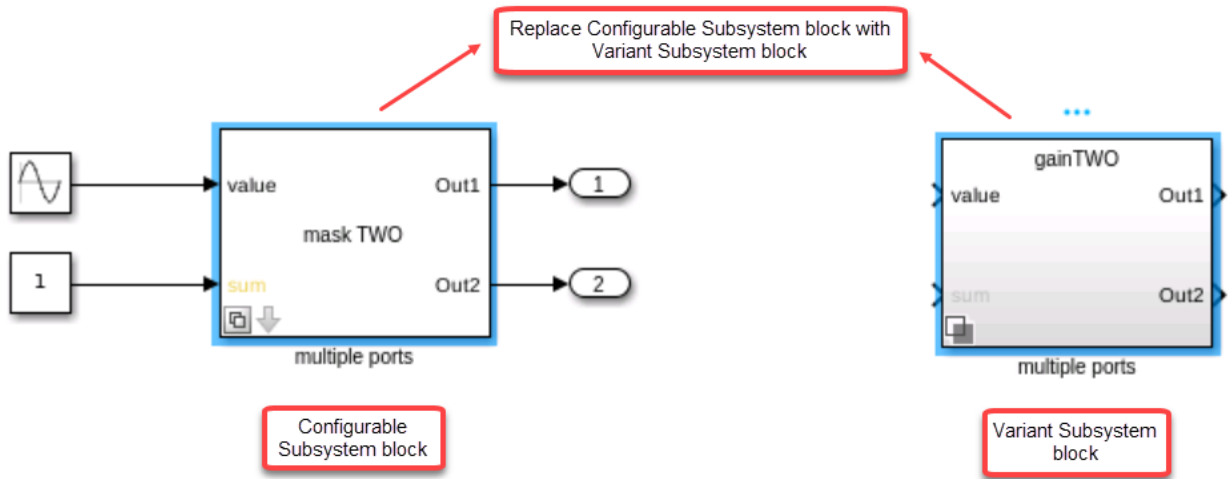 Replace Configurable Subsystem block with
Variant Subsystem block
value
Out1
1
mask TWO
1
sum
Out2
2
multiple ports
gainTWO
value
Out1
sum
Out2
multiple ports
Configurable
Subsystem block
Variant Subsystem
block